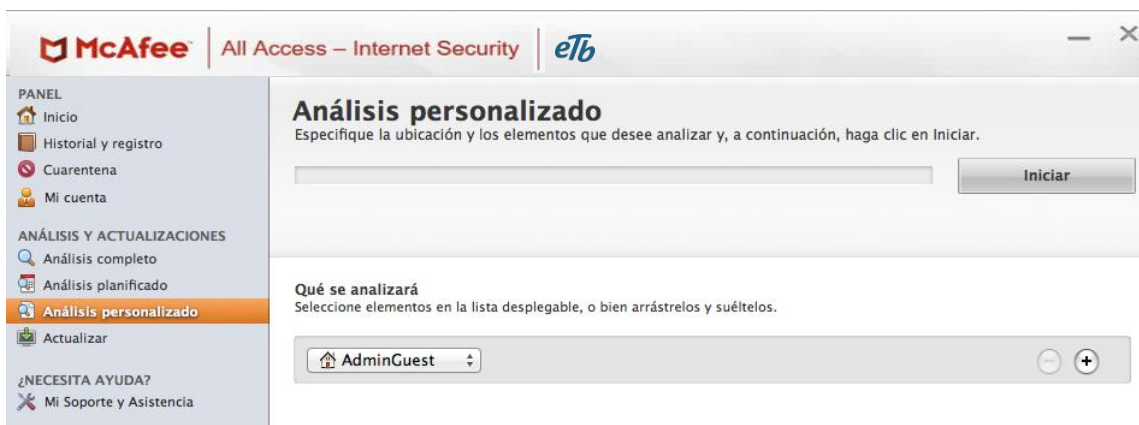 McAfee All Access – Internet Security eTb
PANEL
Inicio
Historial y registro
Cuarentena
Mi cuenta
ANÁLISIS Y ACTUALIZACIONES
Análisis completo
Análisis planificado
Análisis personalizado
Actualizar
¿NECESITA AYUDA?
Mi Soporte y Asistencia
Análisis personalizado
Especifique la ubicación y los elementos que desee analizar y, a continuación, haga clic en Iniciar.
Iniciar
Qué se analizará
Seleccione elementos en la lista desplegable, o bien arrástrelos y suéltelos.
AdminGuest